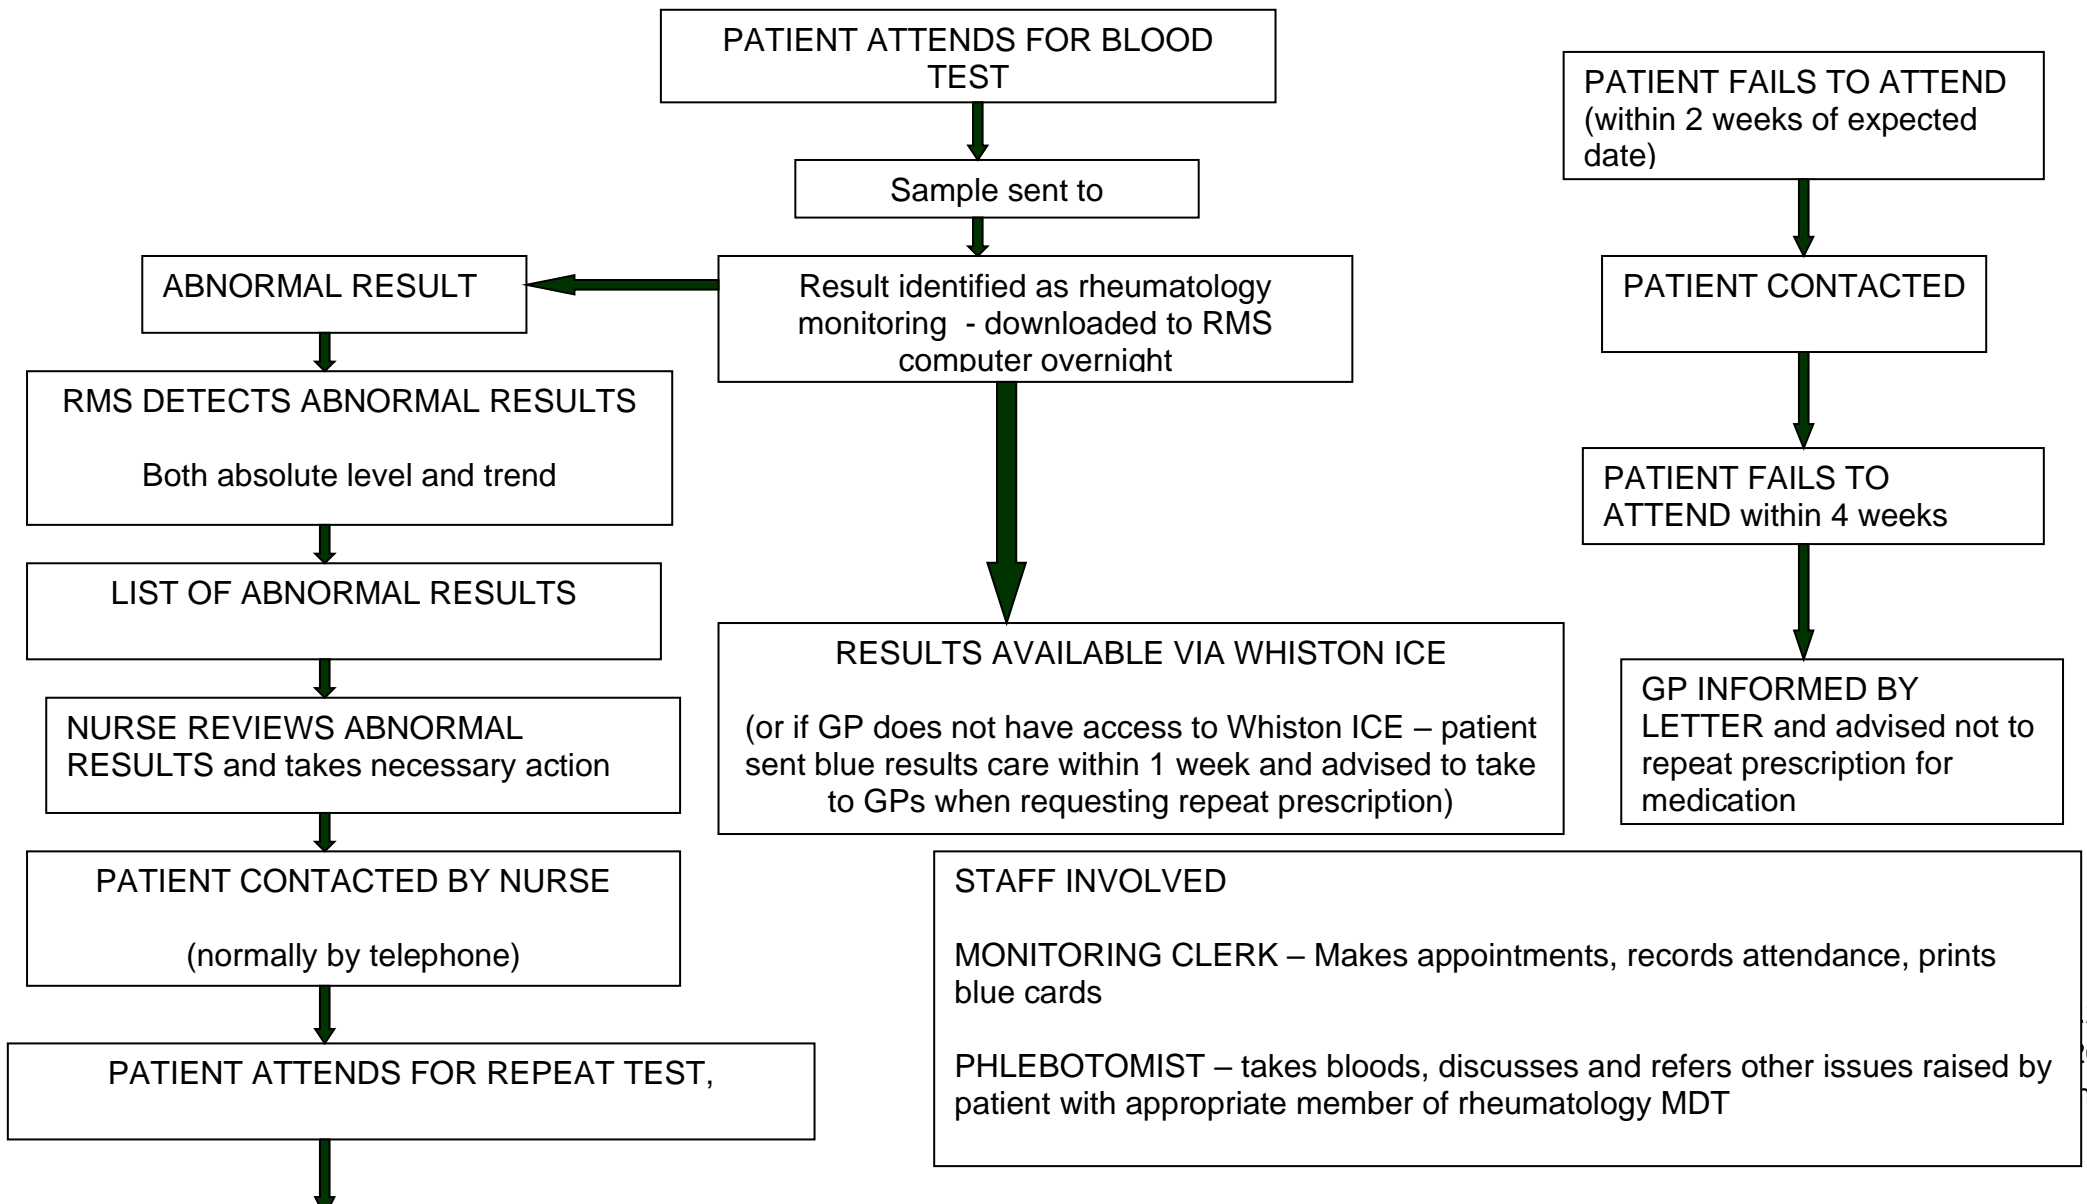 PATIENT ATTENDS FOR BLOOD
TEST
Sample sent to
Result identified as rheumatology
monitoring  - downloaded to RMS
computer overnight
ABNORMAL RESULT
RMS DETECTS ABNORMAL RESULTS
Both absolute level and trend
LIST OF ABNORMAL RESULTS
NURSE REVIEWS ABNORMAL
RESULTS and takes necessary action
PATIENT CONTACTED BY NURSE
(normally by telephone)
PATIENT ATTENDS FOR REPEAT TEST,
RESULTS AVAILABLE VIA WHISTON ICE
(or if GP does not have access to Whiston ICE – patient
sent blue results care within 1 week and advised to take
to GPs when requesting repeat prescription)
PATIENT FAILS TO ATTEND
(within 2 weeks of expected
date)
PATIENT CONTACTED
PATIENT FAILS TO
ATTEND within 4 weeks
GP INFORMED BY
LETTER and advised not to
repeat prescription for
medication
STAFF INVOLVED
MONITORING CLERK – Makes appointments, records attendance, prints
blue cards
PHLEBOTOMIST – takes bloods, discusses and refers other issues raised by
patient with appropriate member of rheumatology MDT